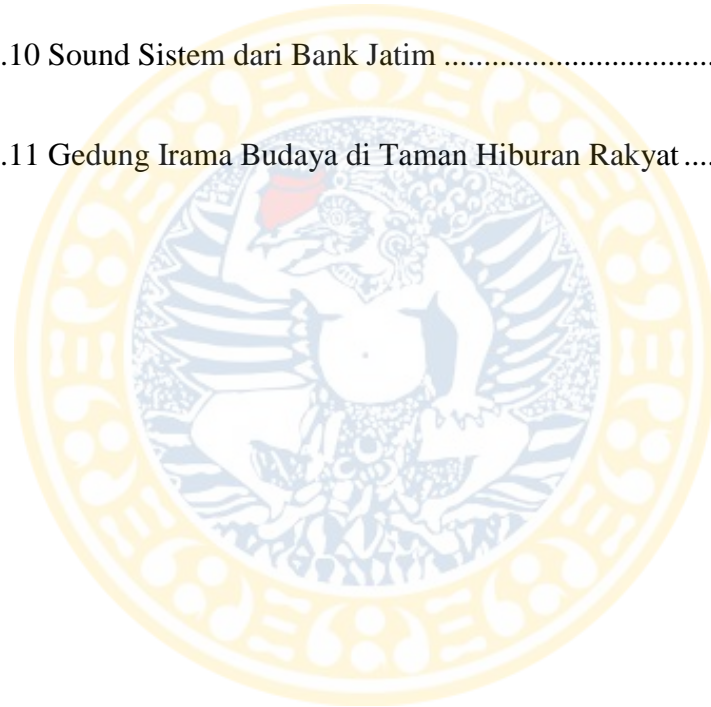 .10 Sound Sistem dari Bank Jatim .................................
.11 Gedung Irama Budaya di Taman Hiburan Rakyat ....